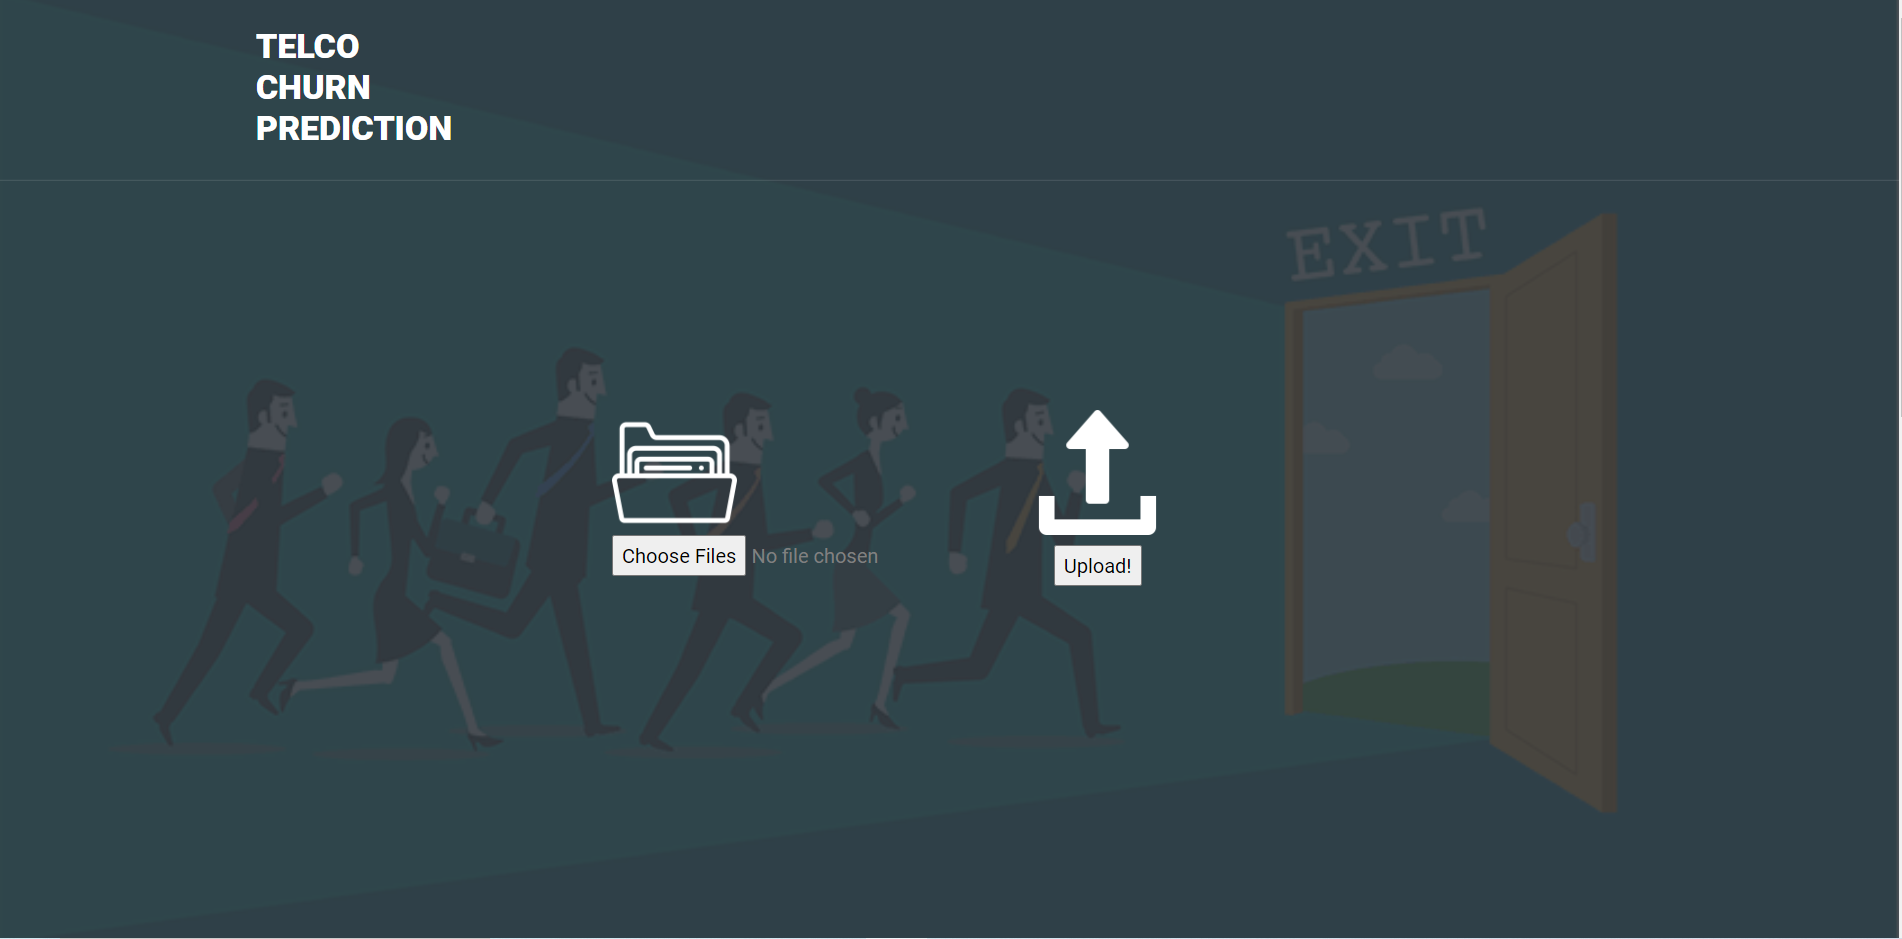 TELCO
CHURN
PREDICTION
EXIT
Choose Files No file chosen
Upload!